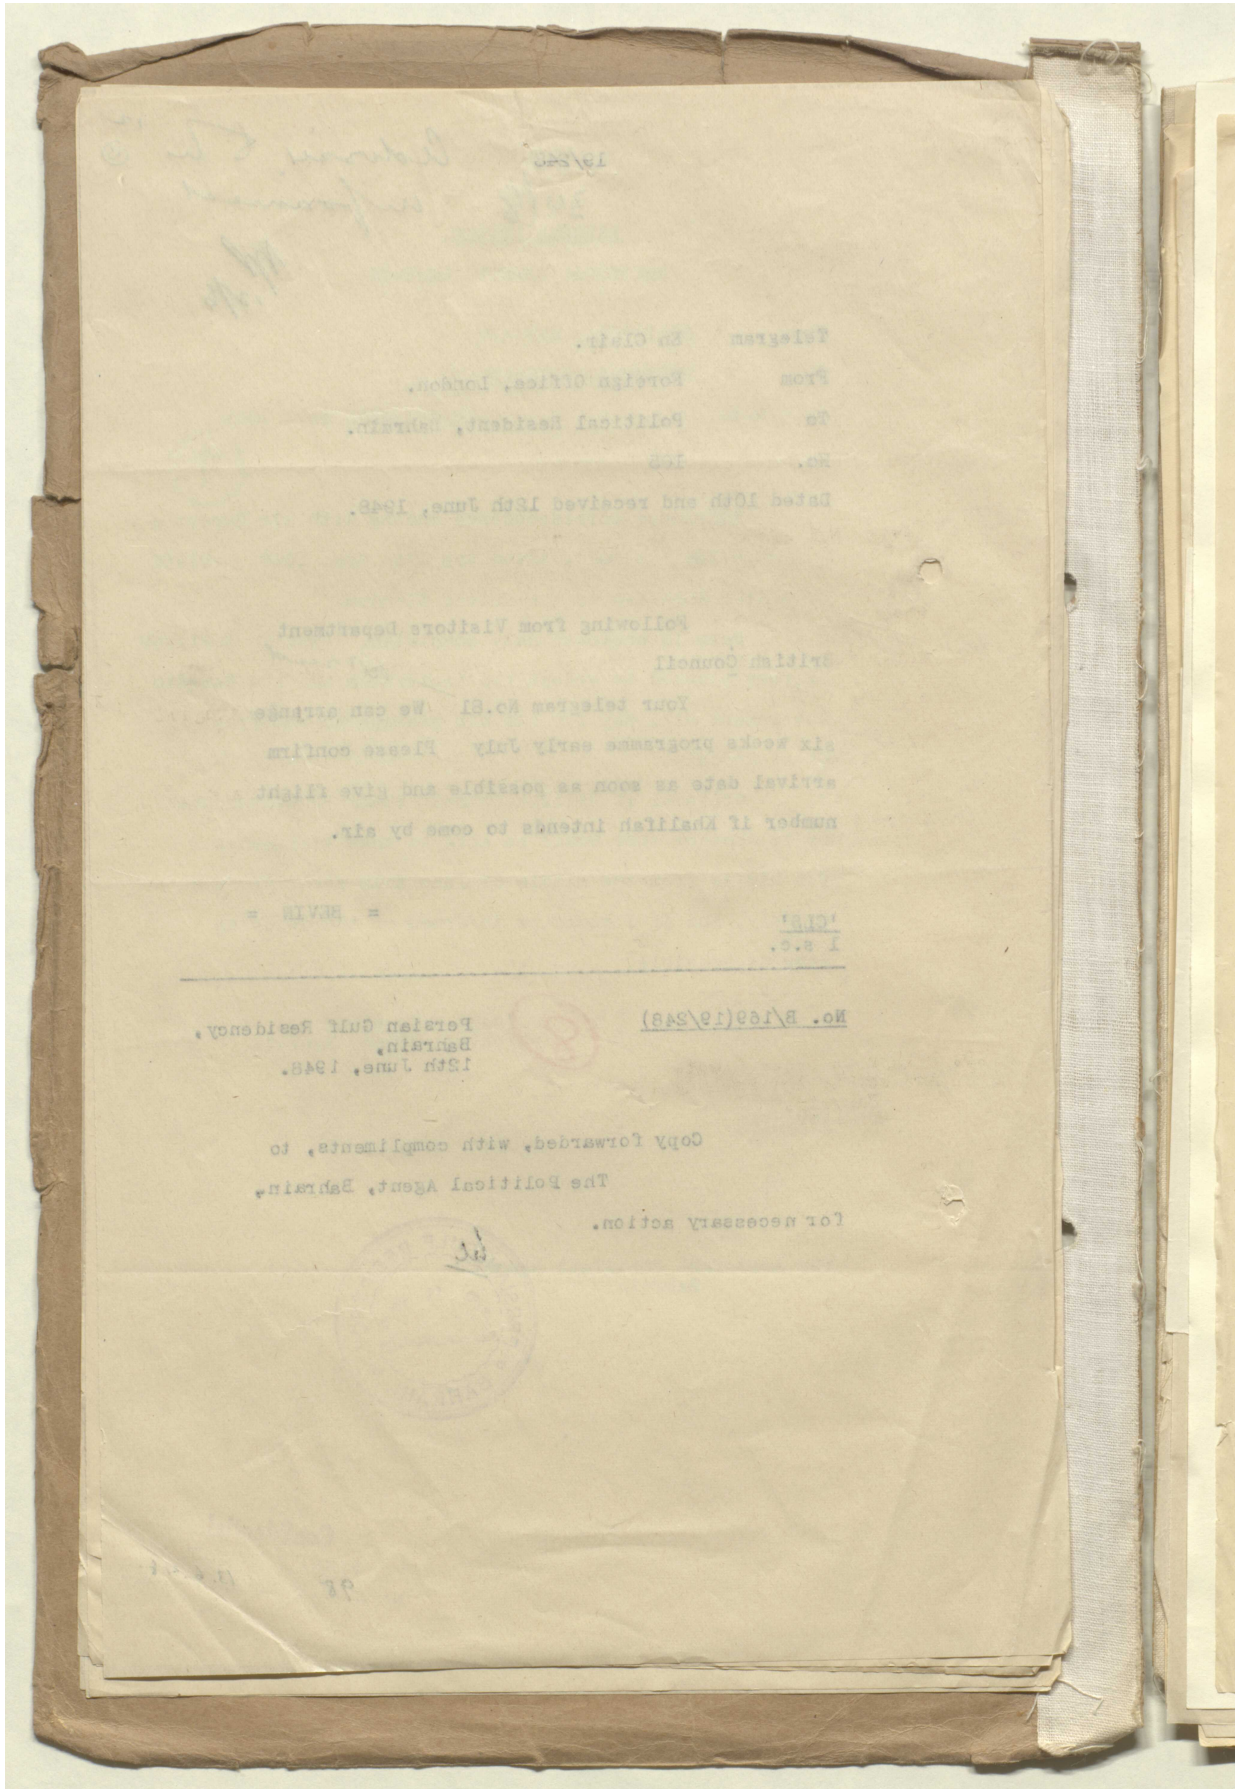 19/248
Telegram En Clair.
From Foreign Office, London.
To Political Resident, Bahrain.
No. 105
Dated 10th and received 12th June, 1948.
Following from Visitors Department
British Council
Your telegram No.81 We can arrange
six weeks programme early July Please confirm
arrival date as soon as possible and give flight
number if Khalifah intends to come by air.
= BEVIN =
'GLB'
1 s.c.
No. B/169(19/248)
Persian Gulf Residency,
Bahrain,
12th June, 1948.
8
Copy forwarded, with compliments, to
The Political Agent, Bahrain,
for necessary action.
98